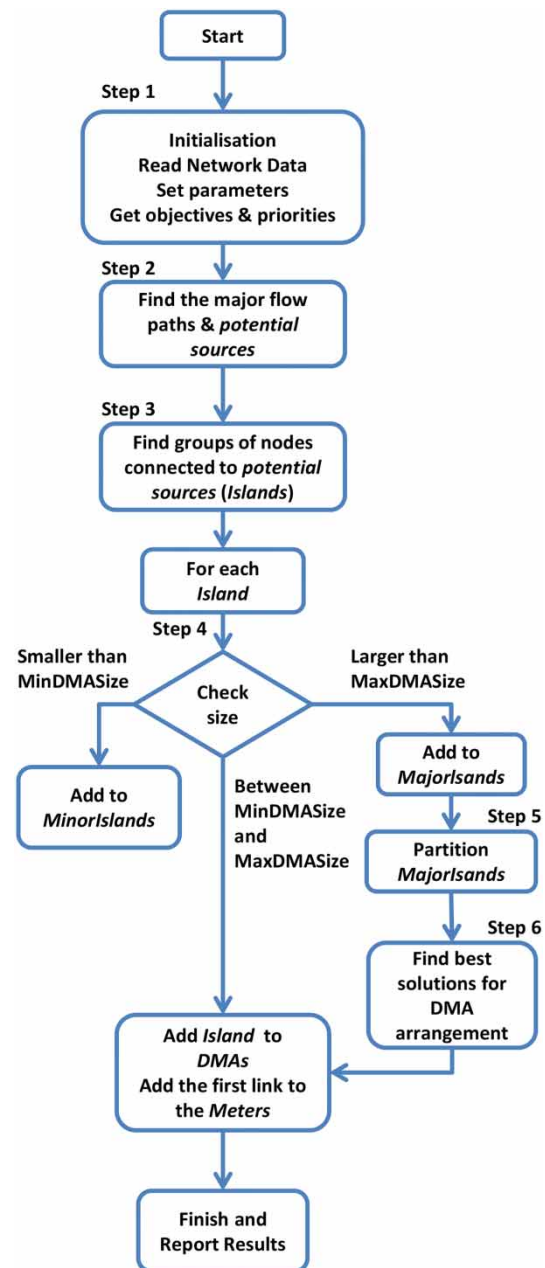 Start
Step 1
Initialisation
Read Network Data
Set parameters
Get objectives & priorities
Step 2
Find the major flow
paths & potential
sources
Step 3
Find groups of nodes
connected to potential
sources (Islands)
For each
Island
Step 4
Smaller than
MinDMASize
Check
size
Larger than
MaxDMASize
Add to
MinorIslands
Between
MinDMASize
and
MaxDMASize
Add to
MajorIsands
Step 5
Partition
MajorIsands
Step 6
Find best
solutions for
DMA
arrangement
Add Island to
DMAs
Add the first link to
the Meters
Finish and
Report Results